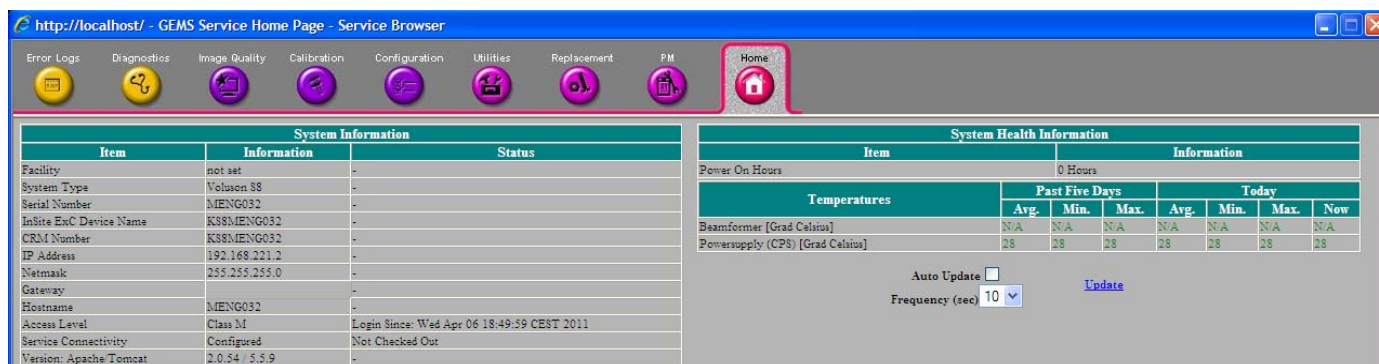 http://localhost/ - GEMS Service Home Page - Service Browser
Error Logs Diagnostics Image Quality Calibration Configuration Utilities Replacement PM Home
System Information
Item Information Status
Facility not set -
System Type Voluson S8 -
Serial Number MENG032 -
InSite ExC Device Name KS8MENG032 -
CRM Number KS8MENG032 -
IP Address 192.168.221.2 -
Netmask 255.255.255.0 -
Gateway -
Hostname MENG032 -
Access Level Class M Login Since: Wed Apr 06 18:49:59 CEST 2011
Service Connectivity Configured Not Checked Out
Version: Apache/Tomcat 2.0.54 / 5.5.9 -
System Health Information
Item Information
Power On Hours 0 Hours
Temperatures Past Five Days Today
Avg. Min. Max. Avg. Min. Max. Now
Beamformer [Grad Celsius] N/A N/A N/A N/A N/A N/A N/A
Powersupply (CPS) [Grad Celsius] 28 28 28 28 28 28 28
Auto Update
Update
Frequency (sec) 10